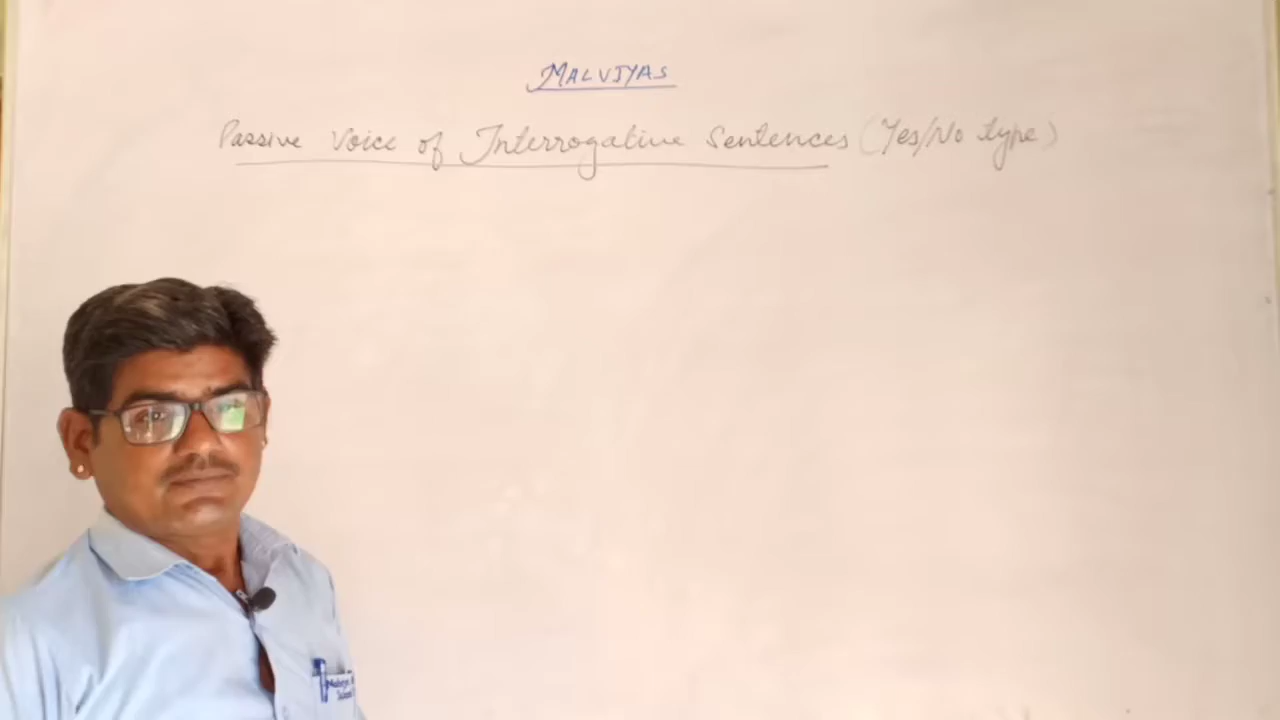 MALVIYAS
Passive Voice of Interrogative Sentences (Yes/No type)